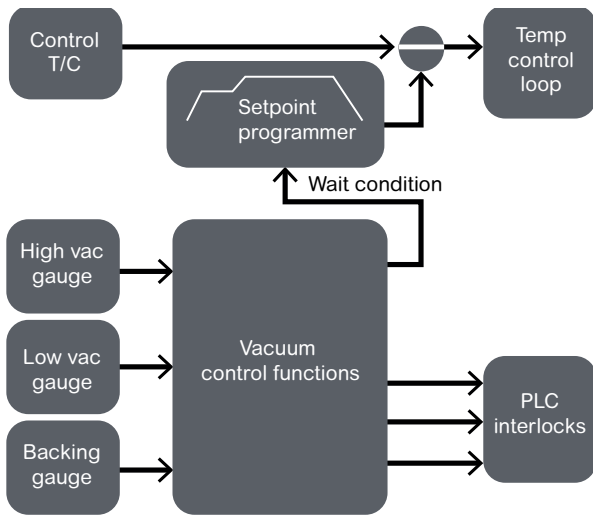 Control
T/C
Temp
control
loop
Setpoint
programmer
Wait condition
High vac
gauge
Low vac
gauge
Backing
gauge
Vacuum
control functions
PLC
interlocks